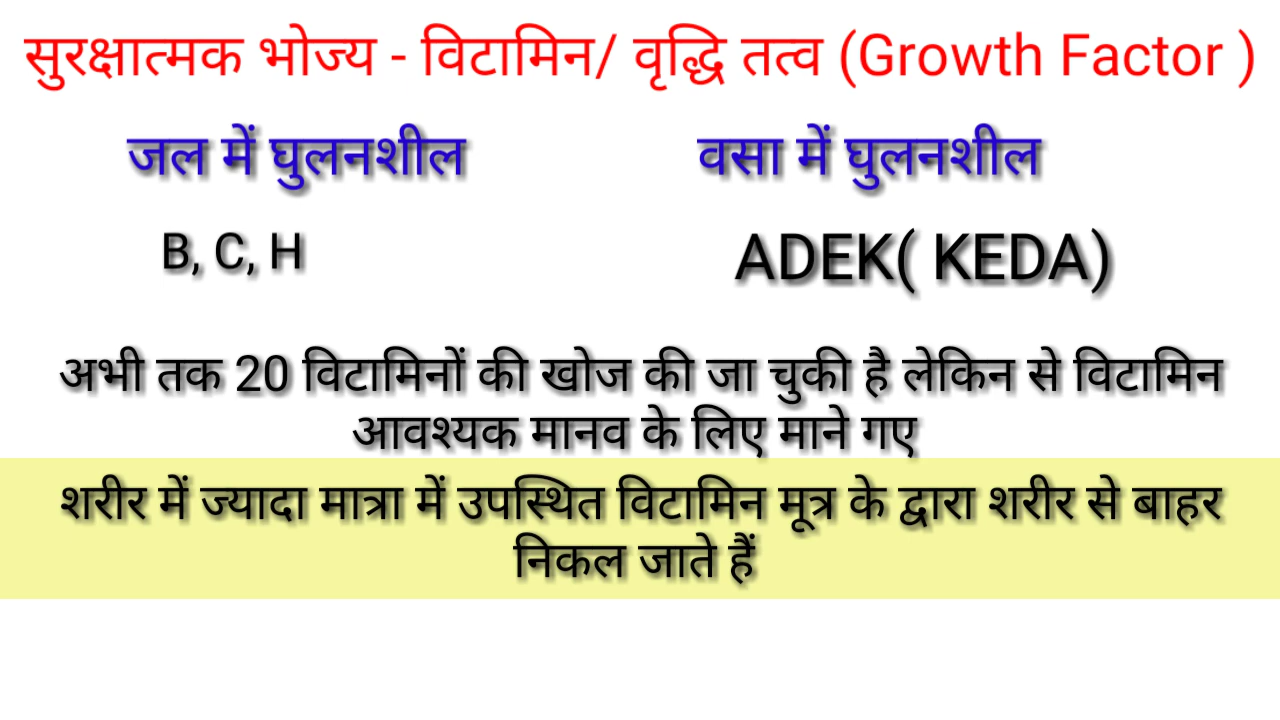 सुरक्षात्मक भोज्य - विटामिन/ वृद्धि तत्व (Growth Factor )
जल में घुलनशील
वसा में घुलनशील
B, C, H
ADEK( KEDA)
अभी तक 20 विटामिनों की खोज की जा चुकी है लेकिन से विटामिन
आवश्यक मानव के लिए माने गए
शरीर में ज्यादा मात्रा में उपस्थित विटामिन मूत्र के द्वारा शरीर से बाहर
निकल जाते हैं